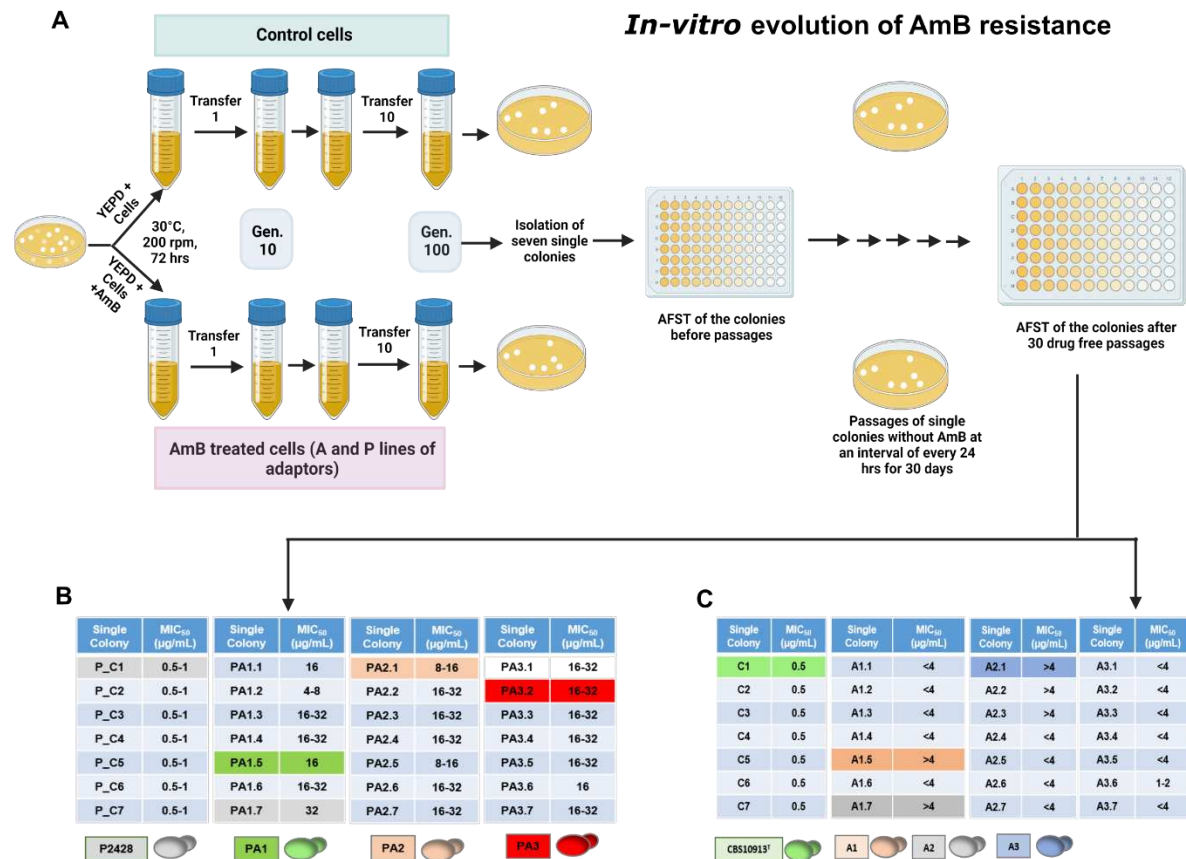 A
In-vitro evolution of AmB resistance
Control cells
Transfer
1
Transfer
10
YEPD +
Cells
30°C,
200 rpm,
72 hrs
YEPD +
Cells
+AmB
Gen.
10
Gen.
100
Isolation of
seven single
colonies
AFST of the colonies
before passages
AFST of the colonies after
30 drug free passages
Transfer
1
Transfer
10
AmB treated cells (A and P lines of
adaptors)
Passages of single
colonies without AmB at
an interval of every 24
hrs for 30 days
B
Single Colony MIC50 (µg/mL) Single Colony MIC50 (µg/mL) Single Colony MIC50 (µg/mL) Single Colony MIC50 (µg/mL)
P_C1 0.5-1 PA1.1 16 PA2.1 8-16 PA3.1 16-32
P_C2 0.5-1 PA1.2 4-8 PA2.2 16-32 PA3.2 16-32
P_C3 0.5-1 PA1.3 16-32 PA2.3 16-32 PA3.3 16-32
P_C4 0.5-1 PA1.4 16-32 PA2.4 16-32 PA3.4 16-32
P_C5 0.5-1 PA1.5 16 PA2.5 8-16 PA3.5 16-32
P_C6 0.5-1 PA1.6 16-32 PA2.6 16-32 PA3.6 16
P_C7 0.5-1 PA1.7 32 PA2.7 16-32 PA3.7 16-32
P2428 PA1 PA2 PA3
C
Single Colony MIC50 (µg/mL) Single Colony MIC50 (µg/mL) Single Colony MIC50 (µg/mL) Single Colony MIC50 (µg/mL)
C1 0.5 A1.1 <4 A2.1 >4 A3.1 <4
C2 0.5 A1.2 <4 A2.2 >4 A3.2 <4
C3 0.5 A1.3 <4 A2.3 >4 A3.3 <4
C4 0.5 A1.4 <4 A2.4 <4 A3.4 <4
C5 0.5 A1.5 >4 A2.5 <4 A3.5 <4
C6 0.5 A1.6 <4 A2.6 <4 A3.6 1-2
C7 0.5 A1.7 >4 A2.7 <4 A3.7 <4
CBS10913T A1 A2 A3